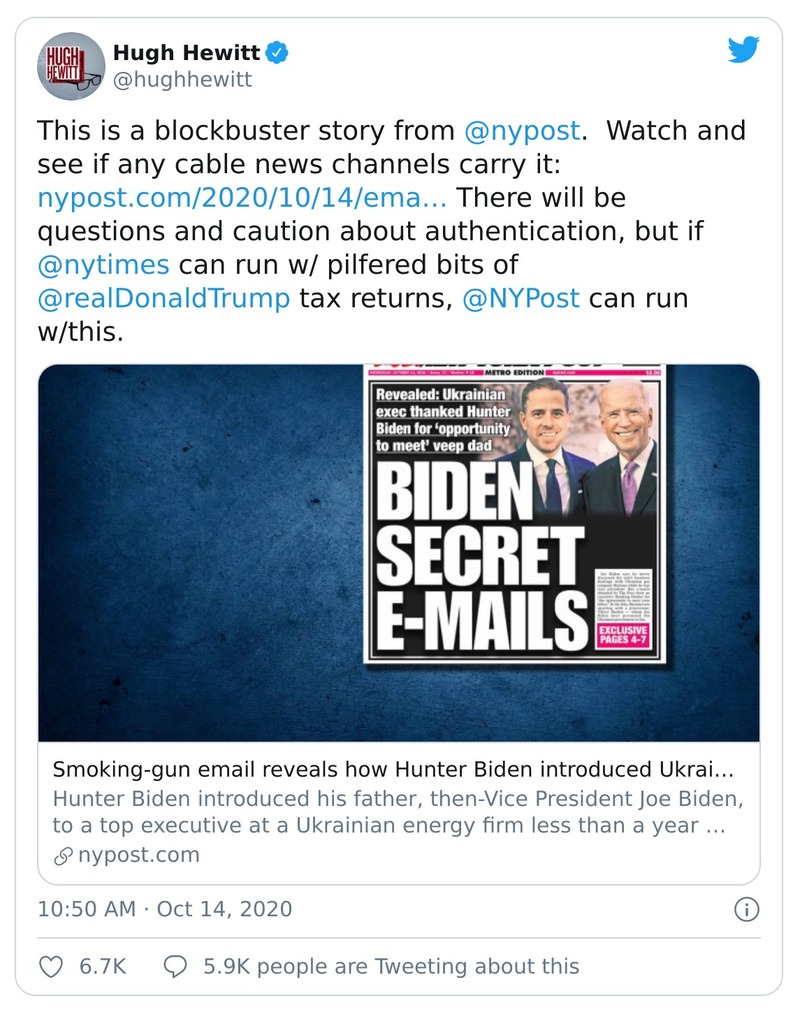 HUGH
HEWITT
Hugh Hewitt
@hughhewitt
This is a blockbuster story from @nypost.  Watch and
see if any cable news channels carry it:
nypost.com/2020/10/14/ema… There will be
questions and caution about authentication, but if
@nytimes can run w/ pilfered bits of
@realDonaldTrump tax returns, @NYPost can run
w/this.
METRO EDITION
$2.00
Revealed: Ukrainian
exec thanked Hunter
Biden for ‘opportunity
to meet’ veep dad
BIDEN
SECRET
E-MAILS
EXCLUSIVE
PAGES 4-7
Smoking-gun email reveals how Hunter Biden introduced Ukrai…
Hunter Biden introduced his father, then-Vice President Joe Biden,
to a top executive at a Ukrainian energy firm less than a year …
nypost.com
10:50 AM · Oct 14, 2020
6.7K
5.9K people are Tweeting about this